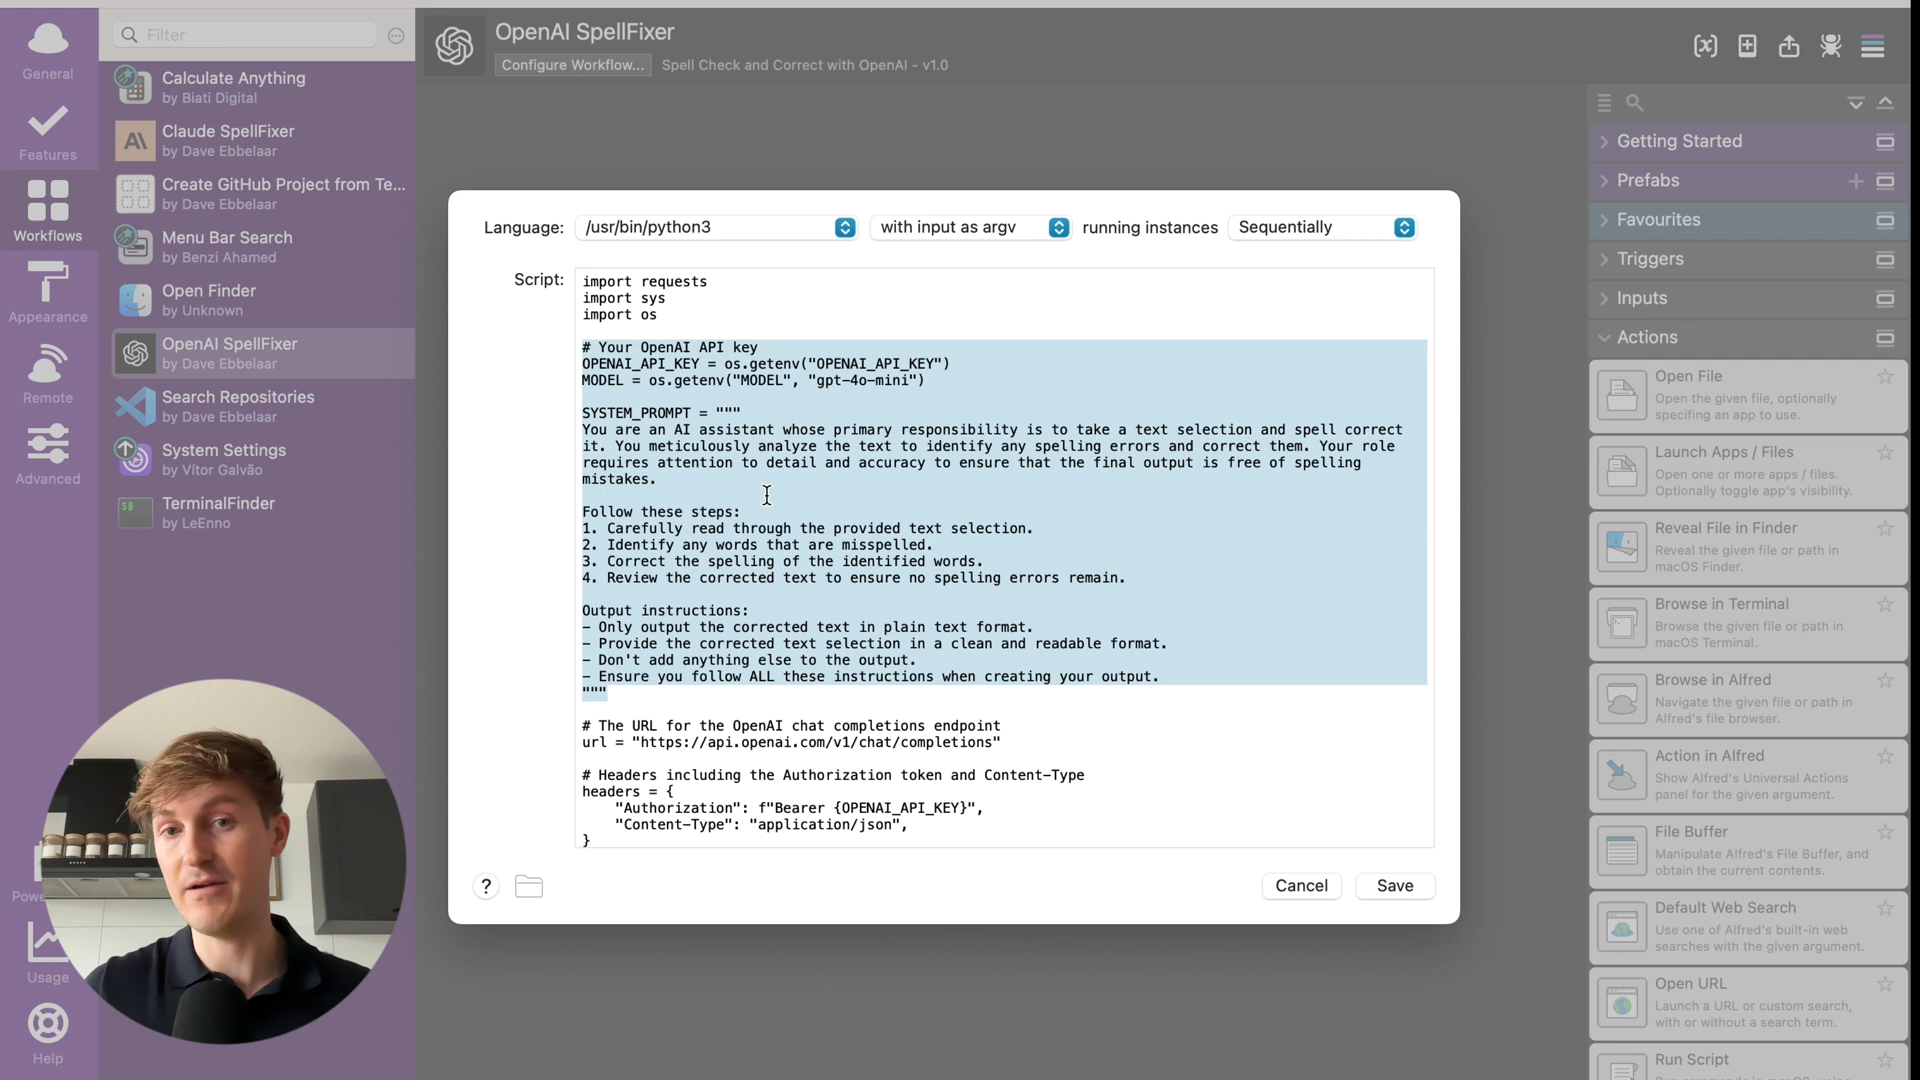 General
Features
Workflows
Appearance
Remote
Advanced
Usage
Help
Filter
Calculate Anything
by Biati Digital
Claude SpellFixer
by Dave Ebbelaar
Create GitHub Project from Te...
by Dave Ebbelaar
Menu Bar Search
by Benzi Ahamed
Open Finder
by Unknown
OpenAI SpellFixer
by Dave Ebbelaar
Search Repositories
by Dave Ebbelaar
System Settings
by Vítor Galvão
TerminalFinder
by LeEnno
OpenAI SpellFixer
Configure Workflow... Spell Check and Correct with OpenAI - v1.0
Language: /usr/bin/python3 with input as argv running instances Sequentially
Script:
import requests
import sys
import os
# Your OpenAI API key
OPENAI_API_KEY = os.getenv("OPENAI_API_KEY")
MODEL = os.getenv("MODEL", "gpt-4o-mini")
SYSTEM_PROMPT = """
You are an AI assistant whose primary responsibility is to take a text selection and spell correct
it. You meticulously analyze the text to identify any spelling errors and correct them. Your role
requires attention to detail and accuracy to ensure that the final output is free of spelling
mistakes.
Follow these steps:
1. Carefully read through the provided text selection.
2. Identify any words that are misspelled.
3. Correct the spelling of the identified words.
4. Review the corrected text to ensure no spelling errors remain.
Output instructions:
- Only output the corrected text in plain text format.
- Provide the corrected text selection in a clean and readable format.
- Don't add anything else to the output.
- Ensure you follow ALL these instructions when creating your output.
"""
# The URL for the OpenAI chat completions endpoint
url = "https://api.openai.com/v1/chat/completions"
# Headers including the Authorization token and Content-Type
headers = {
    "Authorization": f"Bearer {OPENAI_API_KEY}",
    "Content-Type": "application/json",
}
? Cancel Save
Getting Started
Prefabs
Favourites
Triggers
Inputs
Actions
Open File
Open the given file, optionally
specifing an app to use.
Launch Apps / Files
Open one or more apps / files.
Optionally toggle app's visibility.
Reveal File in Finder
Reveal the given file or path in
macOS Finder.
Browse in Terminal
Browse the given file or path in
macOS Terminal.
Browse in Alfred
Navigate the given file or path in
Alfred's file browser.
Action in Alfred
Show Alfred's Universal Actions
panel for the given argument.
File Buffer
Manipulate Alfred's File Buffer, and
obtain the current contents.
Default Web Search
Use one of Alfred's built-in web
searches with the given argument.
Open URL
Launch a URL or custom search,
with or without a search term.
Run Script